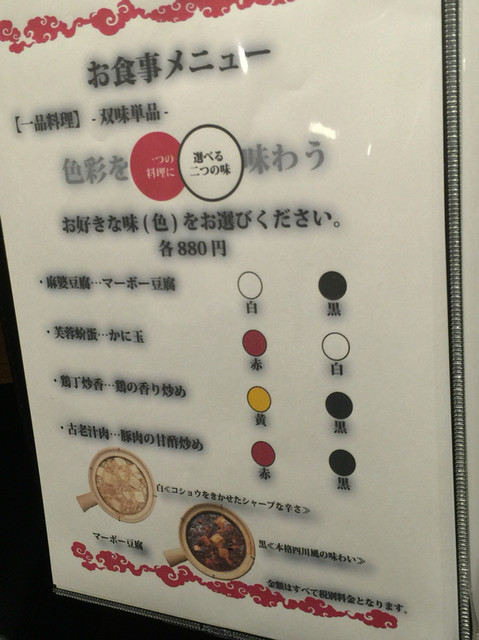 お食事メニュー
【一品料理】 - 双味単品 -
色彩を 一つの料理に 選べる二つの味 味わう
お好きな味(色)をお選びください。
各880円
・麻婆豆腐…マーボー豆腐 白 黒
・芙蓉蛤蛋…かに玉 赤 白
・鶏丁炒香…鶏の香り炒め 黄 黒
・古老汁肉…豚肉の甘酢炒め 赤 黒
白≪コショウをきかせたシャープな辛さ≫
マーボー豆腐
黒≪本格四川風の味わい≫
金額はすべて税別料金となります。